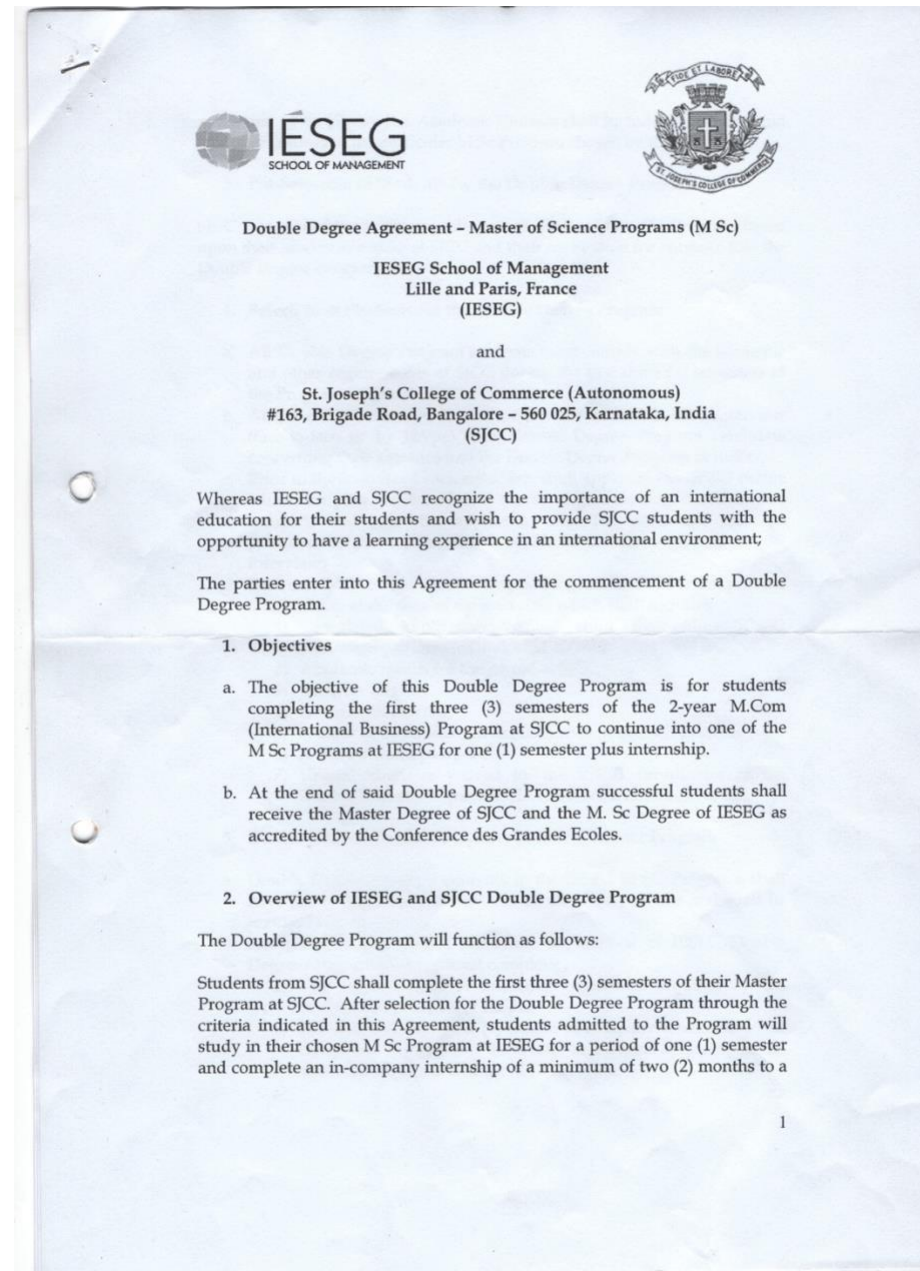 IÉSEG
SCHOOL OF MANAGEMENT
FIDE ET LABORE
ST. JOSEPH'S COLLEGE OF COMMERCE
Double Degree Agreement – Master of Science Programs (M Sc)
IESEG School of Management
Lille and Paris, France
(IESEG)
and
St. Joseph's College of Commerce (Autonomous)
#163, Brigade Road, Bangalore – 560 025, Karnataka, India
(SJCC)
Whereas IESEG and SJCC recognize the importance of an international
education for their students and wish to provide SJCC students with the
opportunity to have a learning experience in an international environment;
The parties enter into this Agreement for the commencement of a Double
Degree Program.
1. Objectives
a. The objective of this Double Degree Program is for students
completing the first three (3) semesters of the 2-year M.Com
(International Business) Program at SJCC to continue into one of the
M Sc Programs at IESEG for one (1) semester plus internship.
b. At the end of said Double Degree Program successful students shall
receive the Master Degree of SJCC and the M. Sc Degree of IESEG as
accredited by the Conference des Grandes Ecoles.
2. Overview of IESEG and SJCC Double Degree Program
The Double Degree Program will function as follows:
Students from SJCC shall complete the first three (3) semesters of their Master
Program at SJCC. After selection for the Double Degree Program through the
criteria indicated in this Agreement, students admitted to the Program will
study in their chosen M Sc Program at IESEG for a period of one (1) semester
and complete an in-company internship of a minimum of two (2) months to a
1